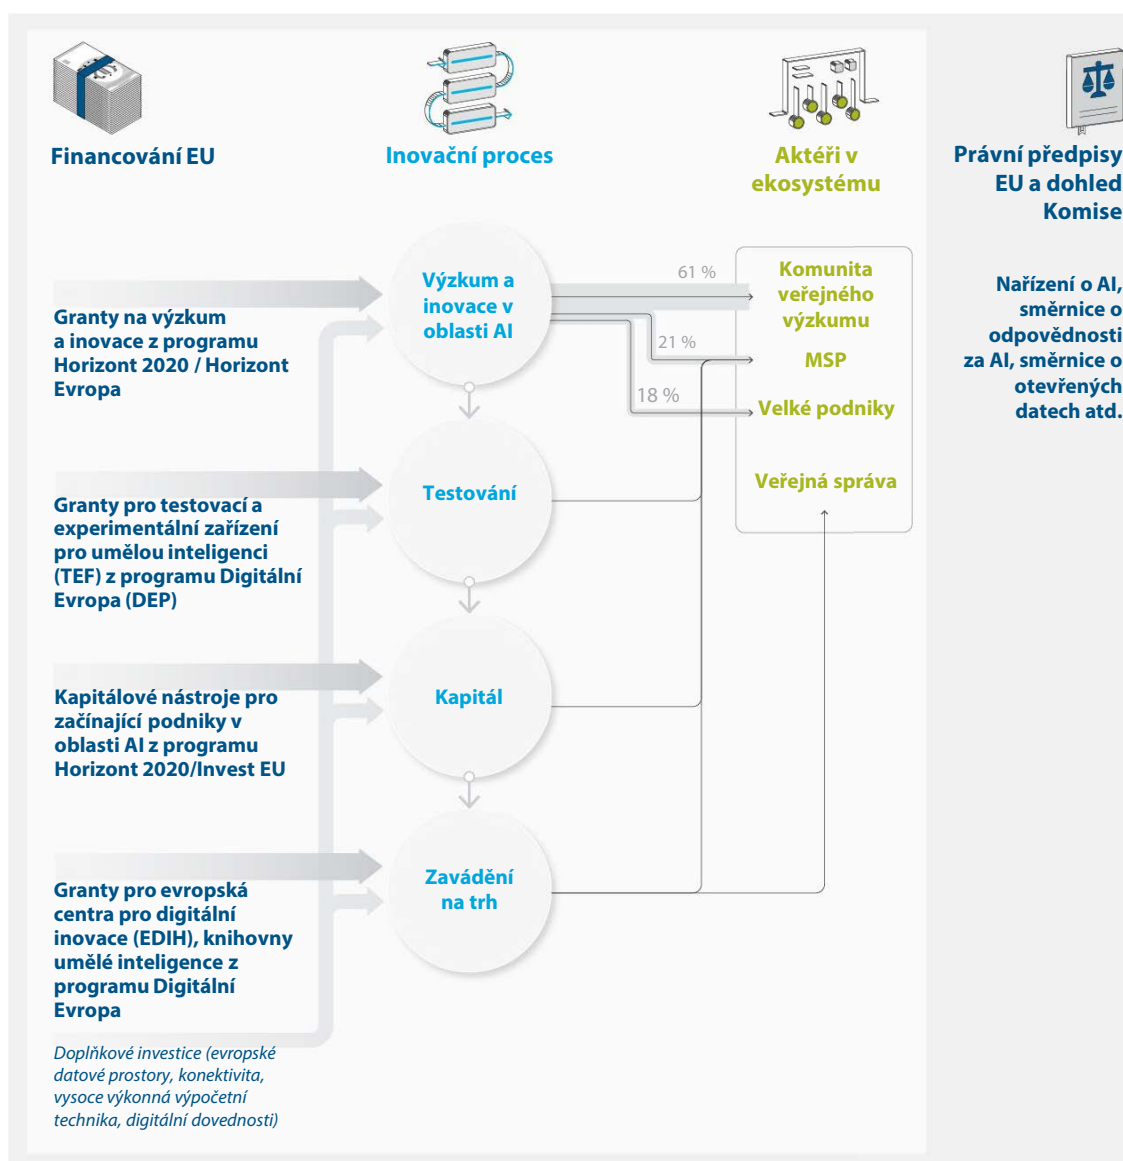 Financování EU
Inovační proces
Aktéři v
ekosystému
Právní předpisy
EU a dohled
Komise
Granty na výzkum
a inovace z programu
Horizont 2020 / Horizont
Evropa
Výzkum a
inovace v
oblasti AI
61 %
21 %
18 %
Komunita
veřejného
výzkumu
MSP
Velké podniky
Veřejná správa
Nařízení o AI,
směrnice o
odpovědnosti
za AI, směrnice o
otevřených
datech atd.
Granty pro testovací a
experimentální zařízení
pro umělou inteligenci
(TEF) z programu Digitální
Evropa (DEP)
Testování
Kapitálové nástroje pro
začínající podniky v
oblasti AI z programu
Horizont 2020/Invest EU
Kapitál
Granty pro evropská
centra pro digitální
inovace (EDIH), knihovny
umělé inteligence z
programu Digitální
Evropa
Zavádění
na trh
Doplňkové investice (evropské
datové prostory, konektivita,
vysoce výkonná výpočetní
technika, digitální dovednosti)